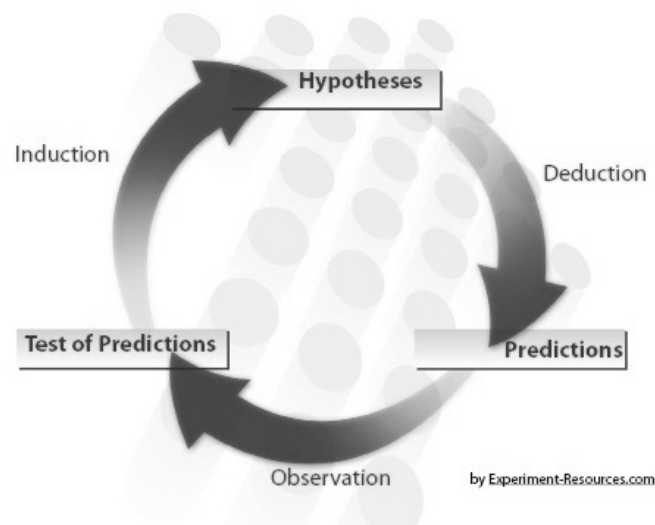 Hypotheses
Induction
Deduction
Test of Predictions
Predictions
Observation
by Experiment-Resources.com